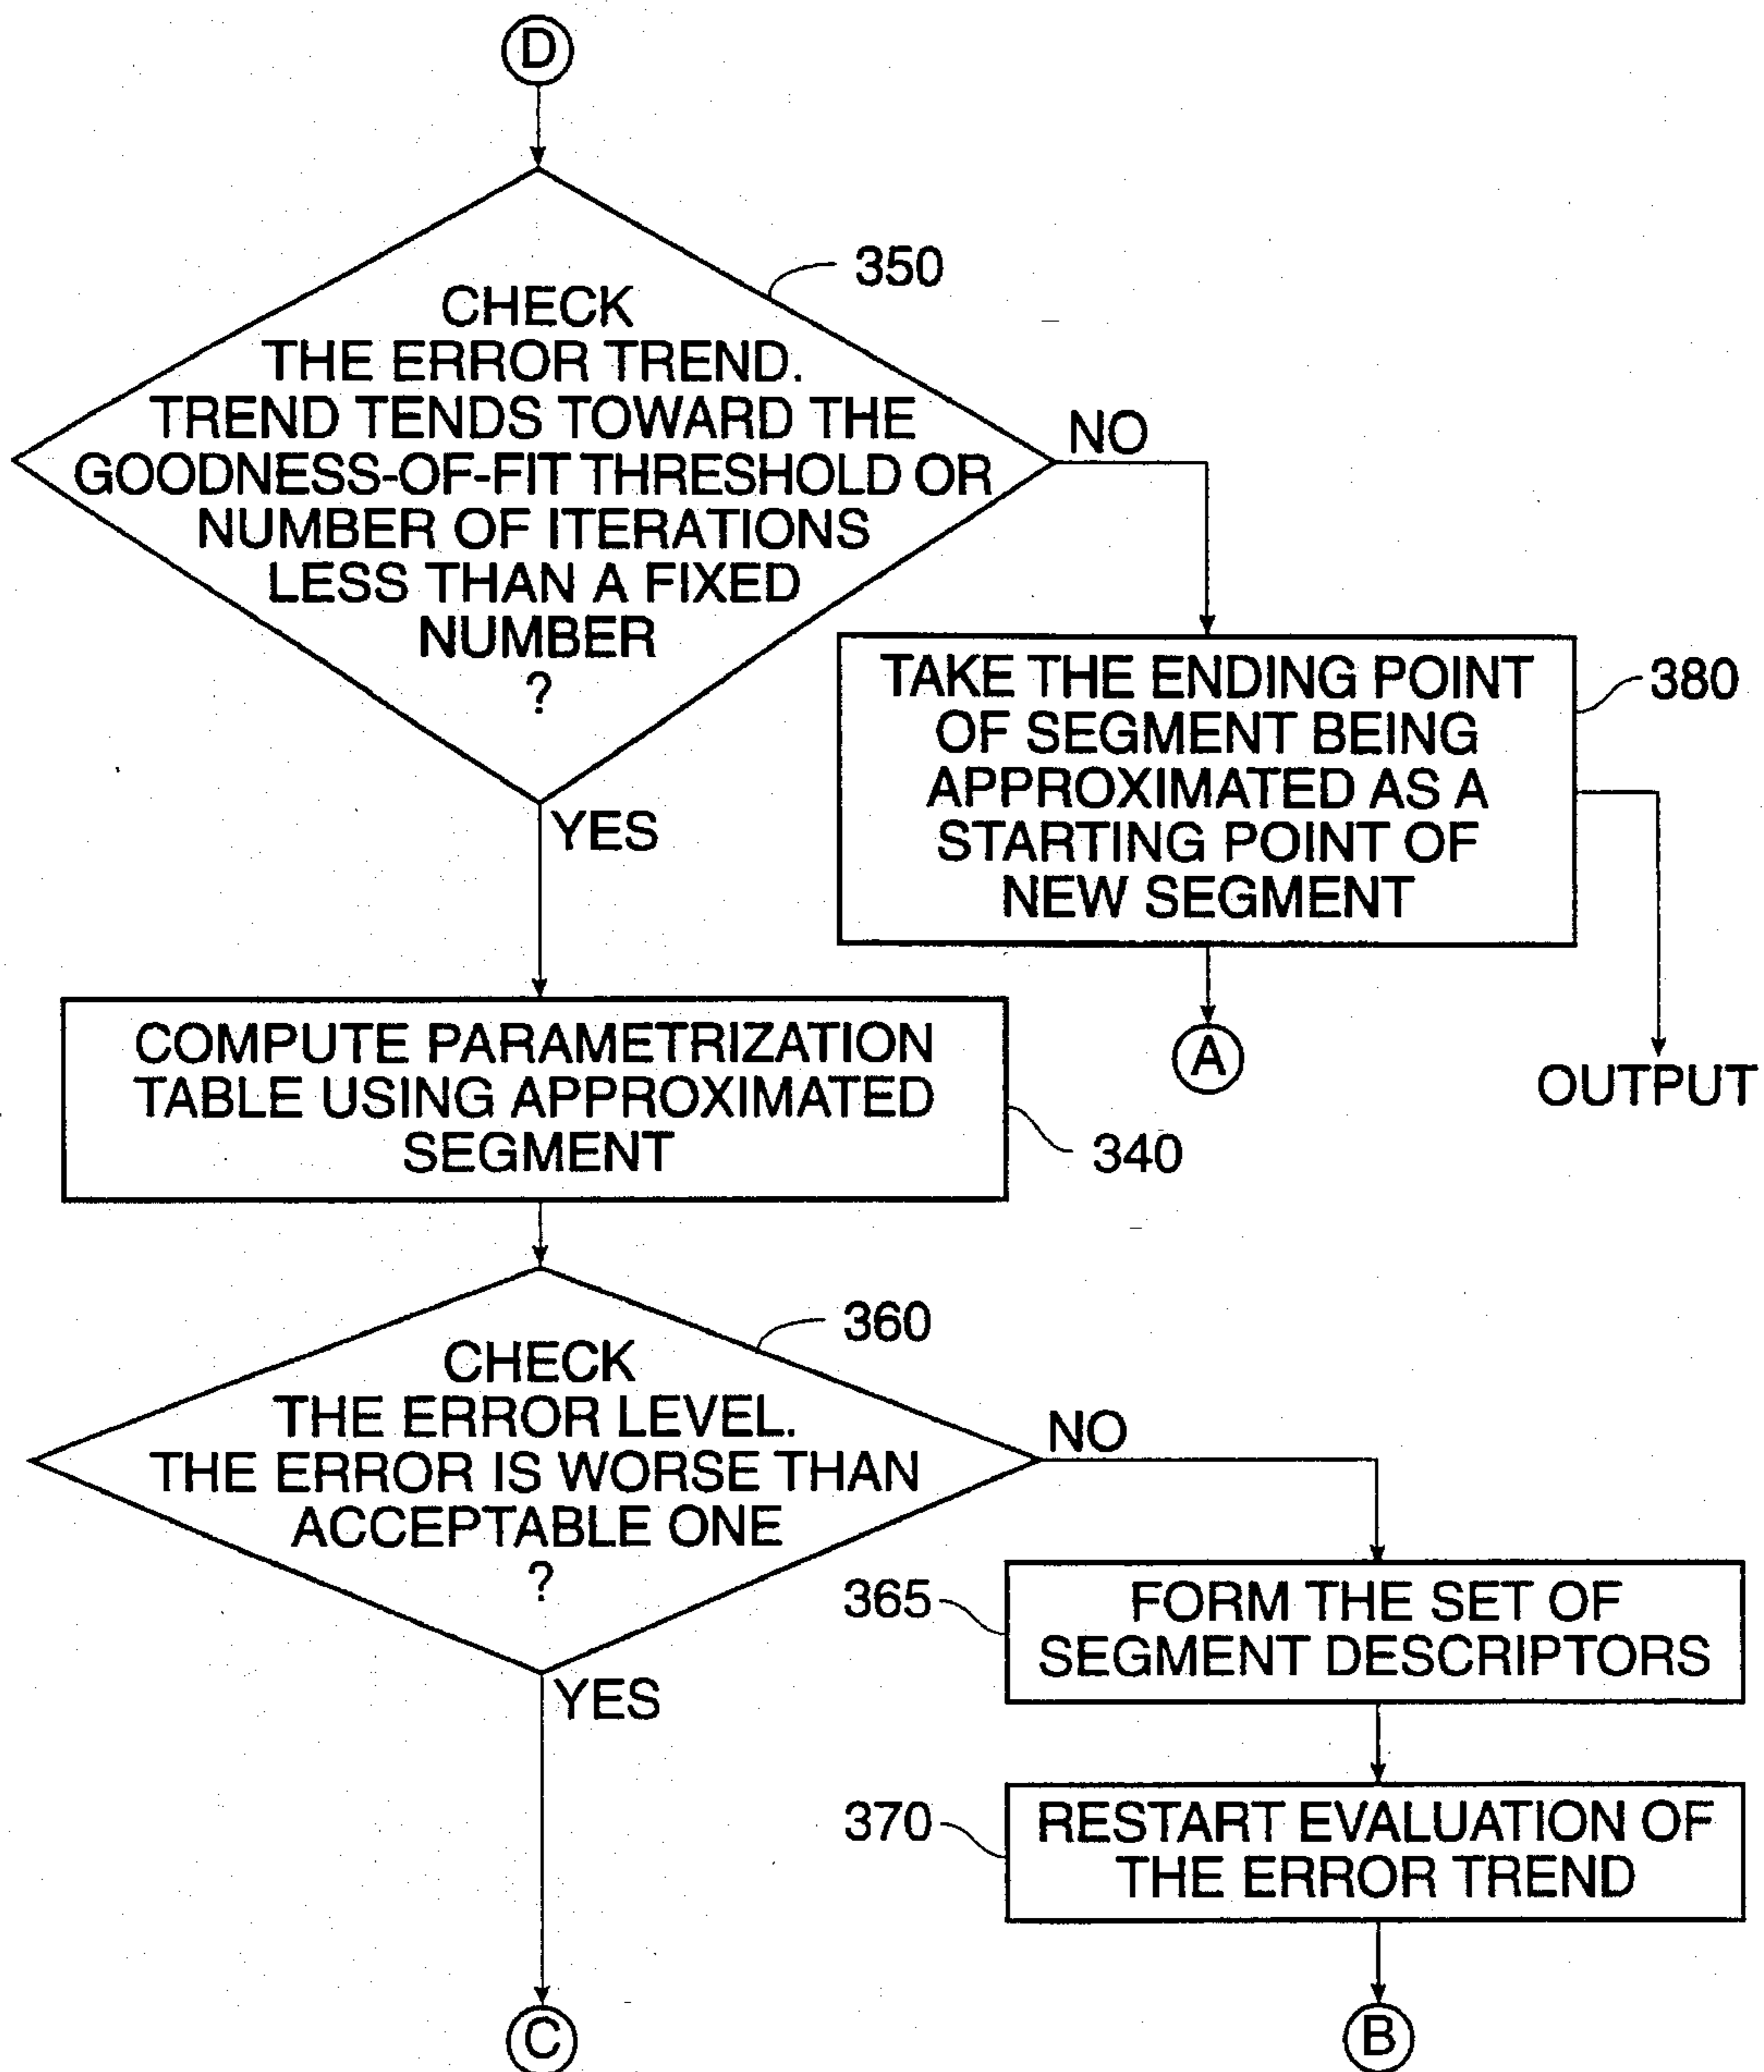 D
350
CHECK
THE ERROR TREND.
TREND TENDS TOWARD THE
GOODNESS-OF-FIT THRESHOLD OR
NUMBER OF ITERATIONS
LESS THAN A FIXED
NUMBER
?
NO
YES
TAKE THE ENDING POINT
OF SEGMENT BEING
APPROXIMATED AS A
STARTING POINT OF
NEW SEGMENT
380
A
OUTPUT
COMPUTE PARAMETRIZATION
TABLE USING APPROXIMATED
SEGMENT
340
360
CHECK
THE ERROR LEVEL.
THE ERROR IS WORSE THAN
ACCEPTABLE ONE
?
NO
YES
365
FORM THE SET OF
SEGMENT DESCRIPTORS
370
RESTART EVALUATION OF
THE ERROR TREND
C
B